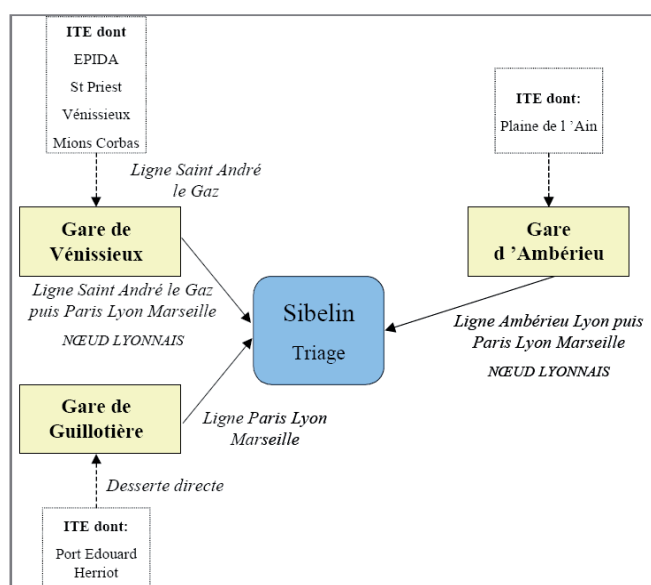 ITE dont
EPIDA
St Priest
Vénissieux
Mions Corbas
ITE dont:
Plaine de l ’Ain
Ligne Saint André
le Gaz
Gare de
Vénissieux
Gare
d ’Ambérieu
Ligne Saint André le Gaz
puis Paris Lyon Marseille
NŒUD LYONNAIS
Sibelin
Triage
Ligne Ambérieu Lyon puis
Paris Lyon Marseille
NŒUD LYONNAIS
Gare de
Guillotière
Ligne Paris Lyon
Marseille
Desserte directe
ITE dont:
Port Edouard
Herriot